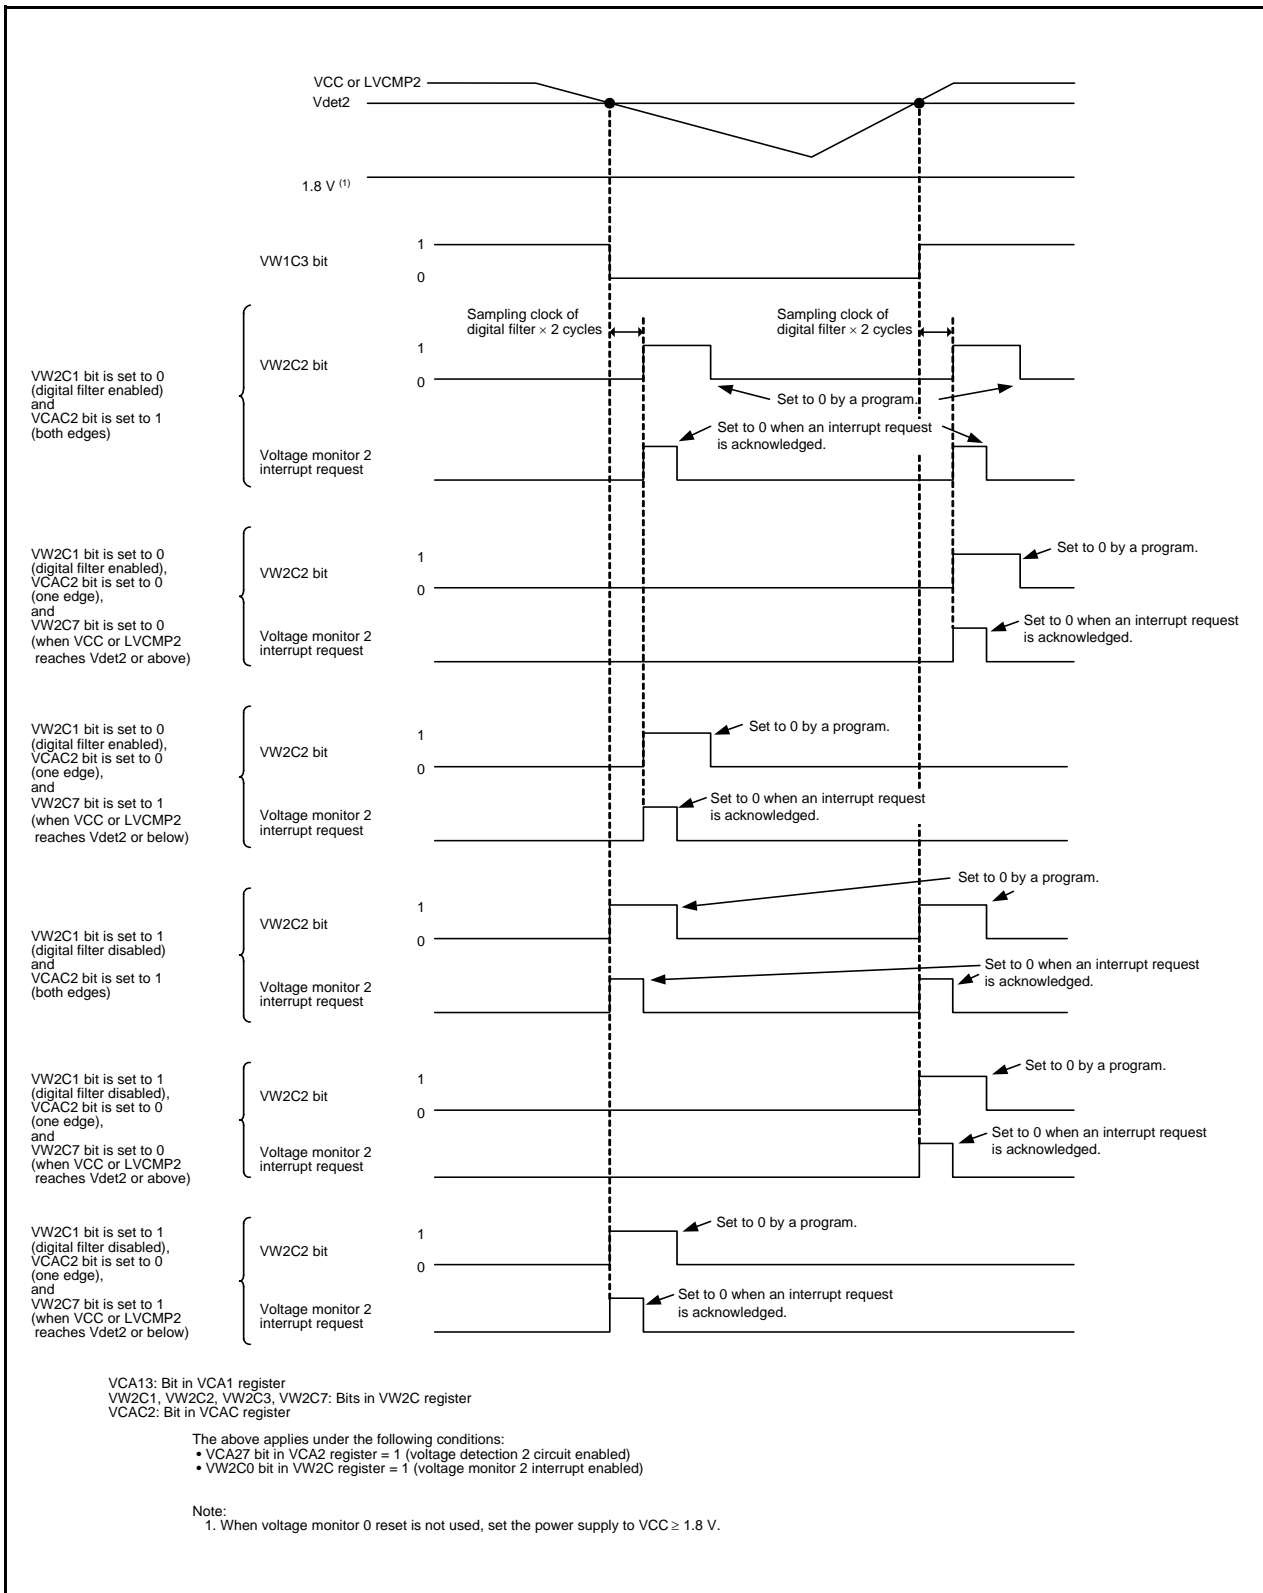 VCC or LVCMP2
Vdet2
1.8 V (1)
VW1C3 bit
1
0
VW2C1 bit is set to 0
(digital filter enabled)
and
VCAC2 bit is set to 1
(both edges)
Sampling clock of
digital filter × 2 cycles
Sampling clock of
digital filter × 2 cycles
VW2C2 bit
1
0
Set to 0 by a program.
Set to 0 when an interrupt request
is acknowledged.
Voltage monitor 2
interrupt request
VW2C1 bit is set to 0
(digital filter enabled),
VCAC2 bit is set to 0
(one edge),
and
VW2C7 bit is set to 0
(when VCC or LVCMP2
reaches Vdet2 or above)
VW2C2 bit
1
0
Set to 0 by a program.
Voltage monitor 2
interrupt request
Set to 0 when an interrupt request
is acknowledged.
VW2C1 bit is set to 0
(digital filter enabled),
VCAC2 bit is set to 0
(one edge),
and
VW2C7 bit is set to 1
(when VCC or LVCMP2
reaches Vdet2 or below)
VW2C2 bit
1
0
Set to 0 by a program.
Voltage monitor 2
interrupt request
Set to 0 when an interrupt request
is acknowledged.
VW2C1 bit is set to 1
(digital filter disabled)
and
VCAC2 bit is set to 1
(both edges)
VW2C2 bit
1
0
Set to 0 by a program.
Voltage monitor 2
interrupt request
Set to 0 when an interrupt request
is acknowledged.
VW2C1 bit is set to 1
(digital filter disabled),
VCAC2 bit is set to 0
(one edge),
and
VW2C7 bit is set to 0
(when VCC or LVCMP2
reaches Vdet2 or above)
VW2C2 bit
1
0
Set to 0 by a program.
Voltage monitor 2
interrupt request
Set to 0 when an interrupt request
is acknowledged.
VW2C1 bit is set to 1
(digital filter disabled),
VCAC2 bit is set to 0
(one edge),
and
VW2C7 bit is set to 1
(when VCC or LVCMP2
reaches Vdet2 or below)
VW2C2 bit
1
0
Set to 0 by a program.
Voltage monitor 2
interrupt request
Set to 0 when an interrupt request
is acknowledged.
VCA13: Bit in VCA1 register
VW2C1, VW2C2, VW2C3, VW2C7: Bits in VW2C register
VCAC2: Bit in VCAC register
The above applies under the following conditions:
• VCA27 bit in VCA2 register = 1 (voltage detection 2 circuit enabled)
• VW2C0 bit in VW2C register = 1 (voltage monitor 2 interrupt enabled)
Note:
1. When voltage monitor 0 reset is not used, set the power supply to VCC ≥ 1.8 V.